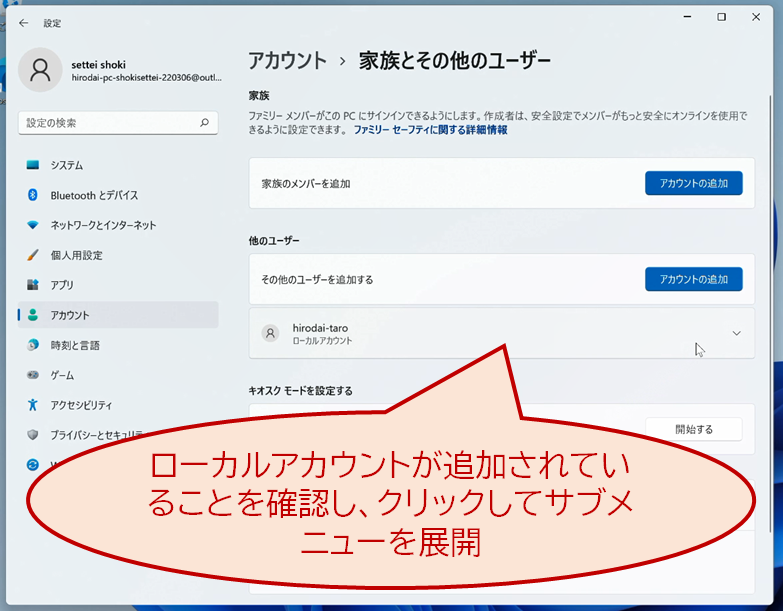 設定
settei shoki
hirodai-pc-shokisettei-220306@outl...
設定の検索
システム
Bluetooth とデバイス
ネットワークとインターネット
個人用設定
アプリ
アカウント
時刻と言語
ゲーム
アクセシビリティ
プライバシーとセキュリティ
アカウント › 家族とその他のユーザー
家族
ファミリー メンバーがこの PC にサインインできるようにします。作成者は、安全設定でメンバーがもっと安全にオンラインを使用で
きるように設定できます。 ファミリー セーフティに関する詳細情報
家族のメンバーを追加
アカウントの追加
他のユーザー
その他のユーザーを追加する
アカウントの追加
hirodai-taro
ローカルアカウント
キオスク モードを設定する
開始する
ローカルアカウントが追加されてい
ることを確認し、クリックしてサブメ
ニューを展開